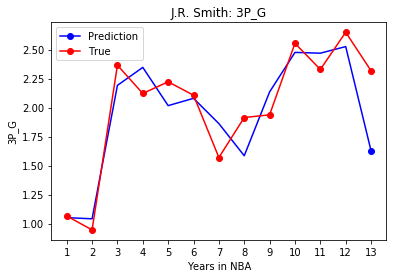 J.R. Smith: 3P_G
Prediction
True
2.50
2.25
2.00
1.75
1.50
1.25
1.00
3P_G
1 2 3 4 5 6 7 8 9 10 11 12 13
Years in NBA